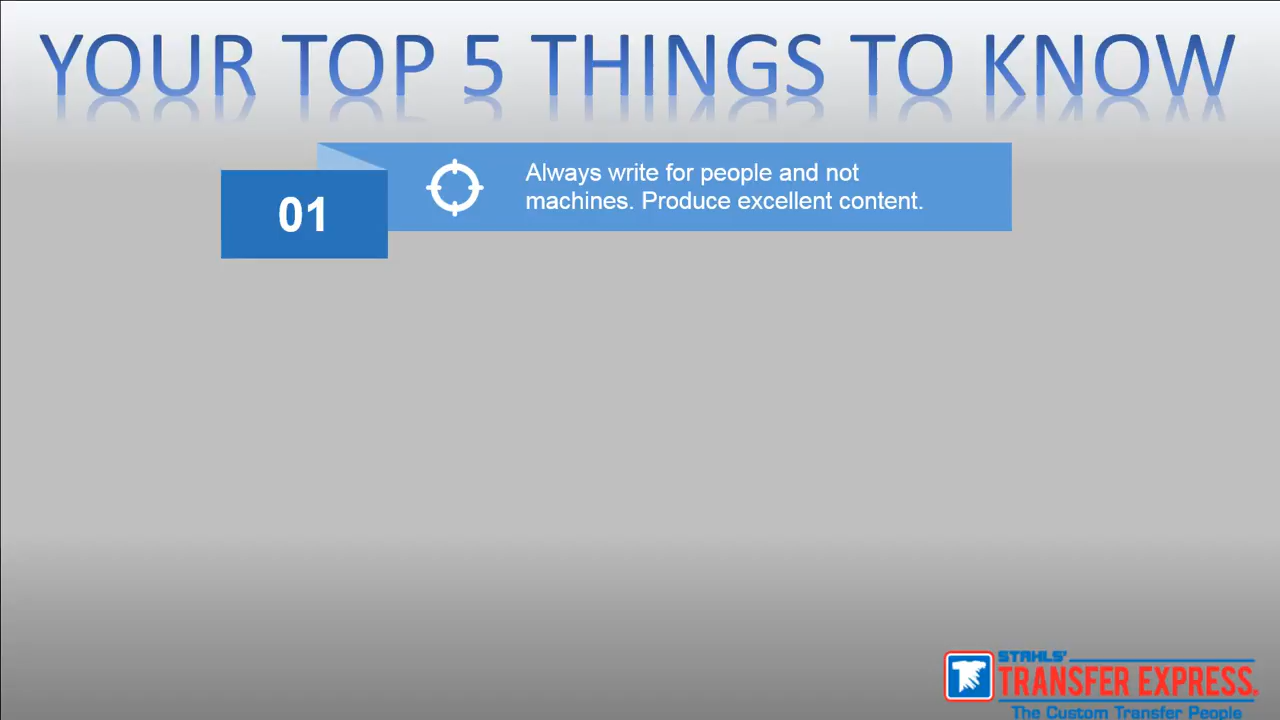 YOUR TOP 5 THINGS TO KNOW
01
Always write for people and not
machines. Produce excellent content.
STAHLS'
TRANSFER EXPRESS®
The Custom Transfer People